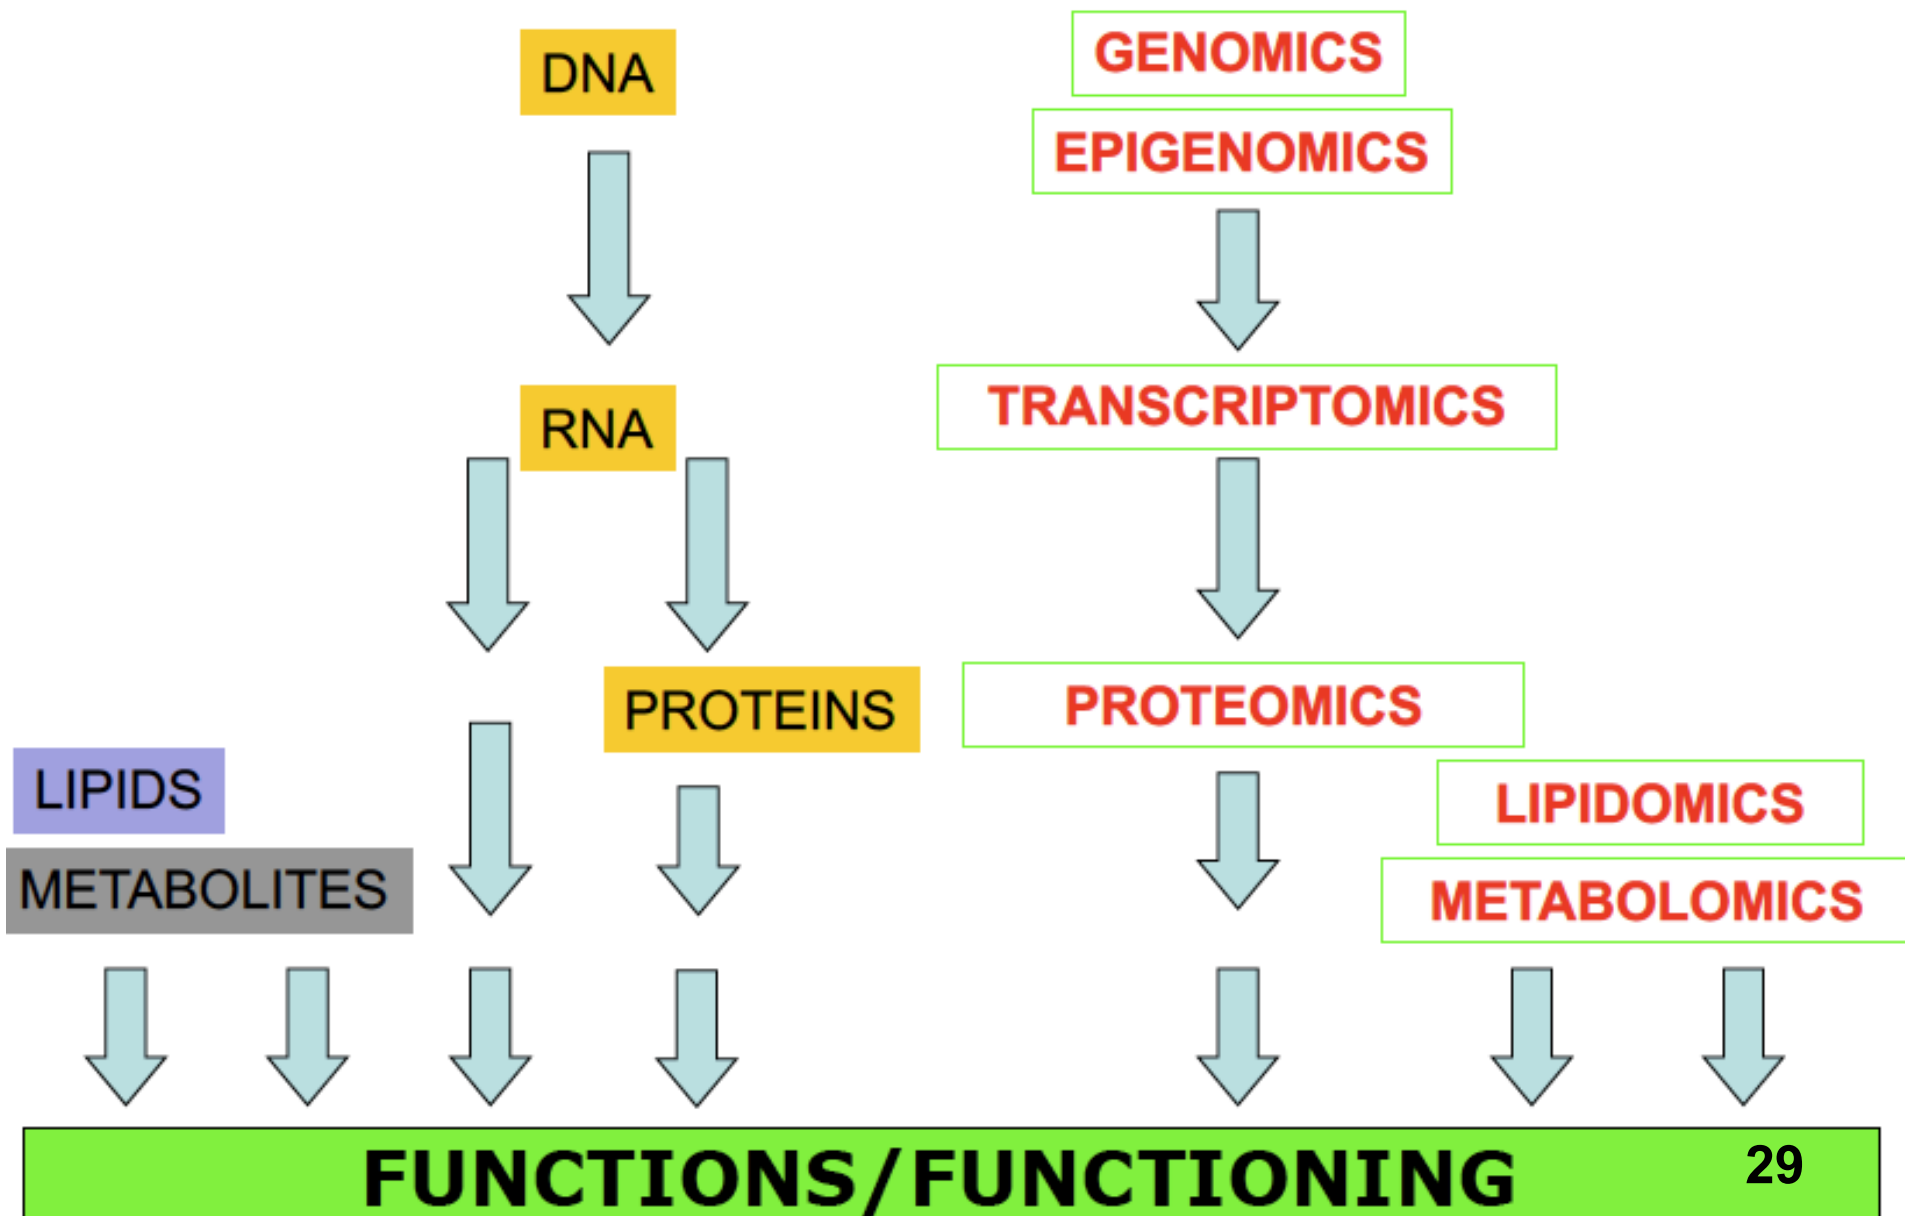 DNA
GENOMICS
EPIGENOMICS
RNA
TRANSCRIPTOMICS
PROTEINS
PROTEOMICS
LIPIDS
LIPIDOMICS
METABOLITES
METABOLOMICS
FUNCTIONS/FUNCTIONING
29